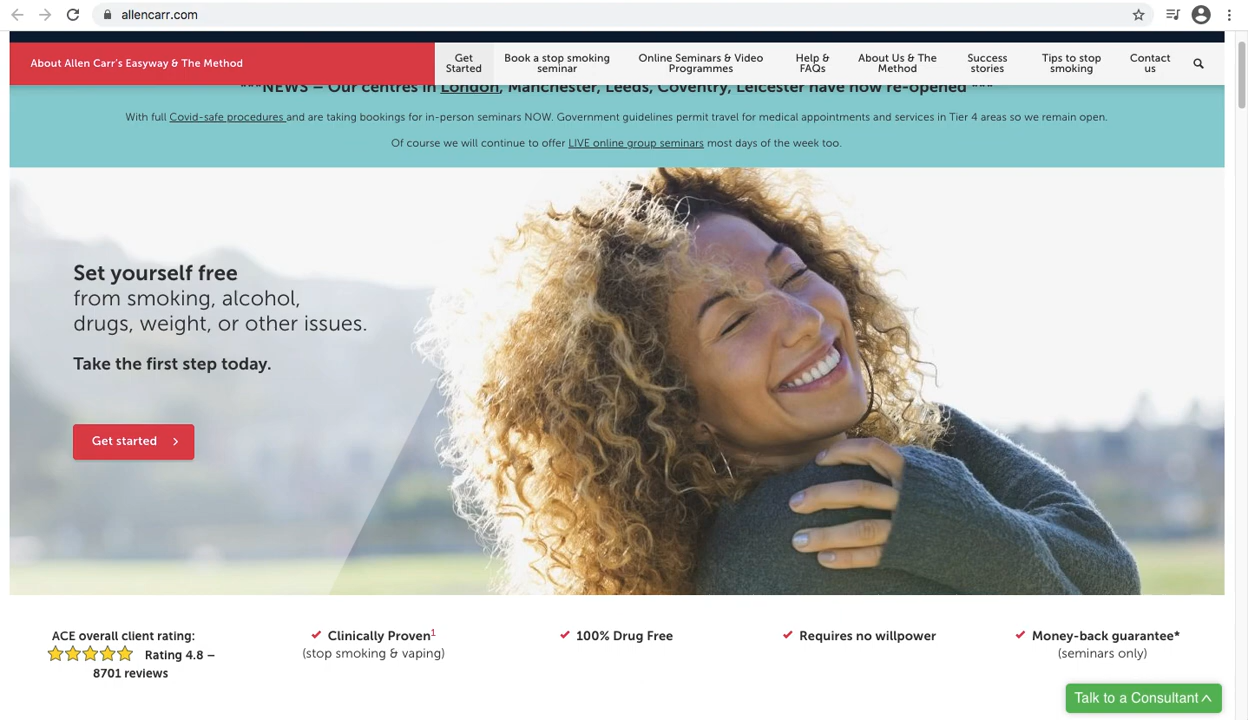 allencarr.com
About Allen Carr's Easyway & The Method
Get Started
Book a stop smoking seminar
Online Seminars & Video Programmes
Help & FAQs
About Us & The Method
Success stories
Tips to stop smoking
Contact us
***NEWS – Our centres in London, Manchester, Leeds, Coventry, Leicester have now re-opened ***
With full Covid-safe procedures and are taking bookings for in-person seminars NOW. Government guidelines permit travel for medical appointments and services in Tier 4 areas so we remain open.
Of course we will continue to offer LIVE online group seminars most days of the week too.
Set yourself free
from smoking, alcohol,
drugs, weight, or other issues.
Take the first step today.
Get started
ACE overall client rating:
Rating 4.8 –
8701 reviews
Clinically Proven1
(stop smoking & vaping)
100% Drug Free
Requires no willpower
Money-back guarantee*
(seminars only)
Talk to a Consultant